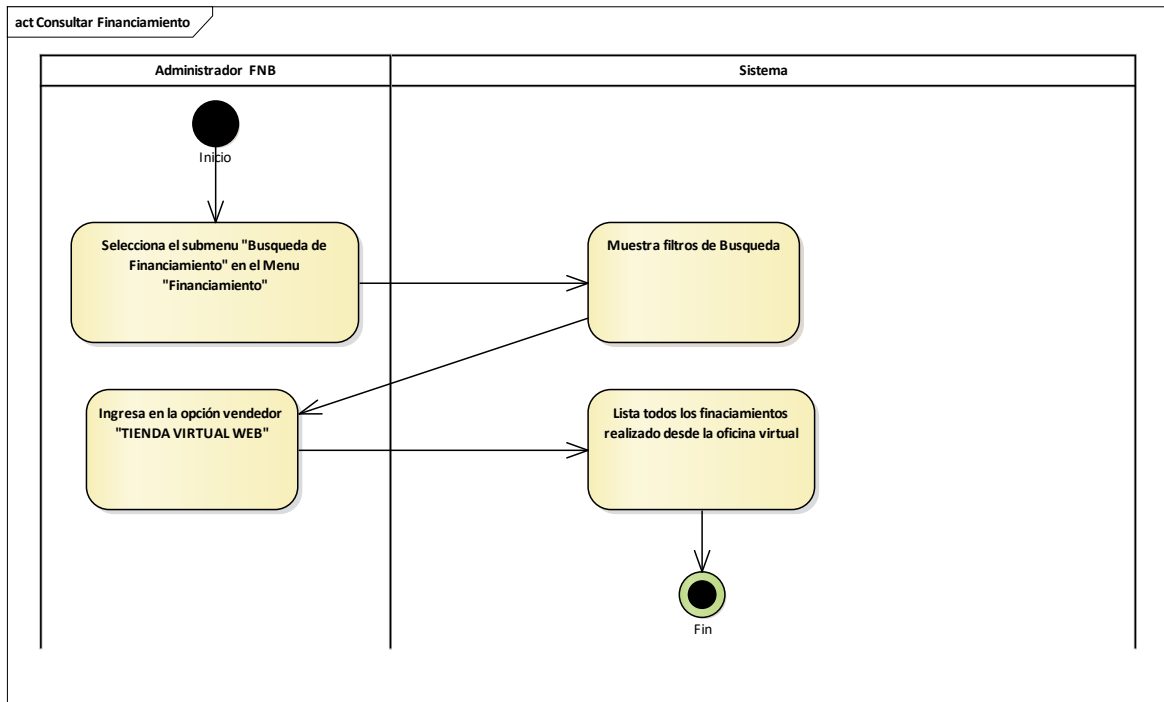 act Consultar Financiamiento
Administrador FNB
Sistema
Inicio
Selecciona el submenu "Busqueda de
Financiamiento" en el Menu
"Financiamiento"
Muestra filtros de Busqueda
Ingresa en la opción vendedor
"TIENDA VIRTUAL WEB"
Lista todos los finaciamientos
realizado desde la oficina virtual
Fin